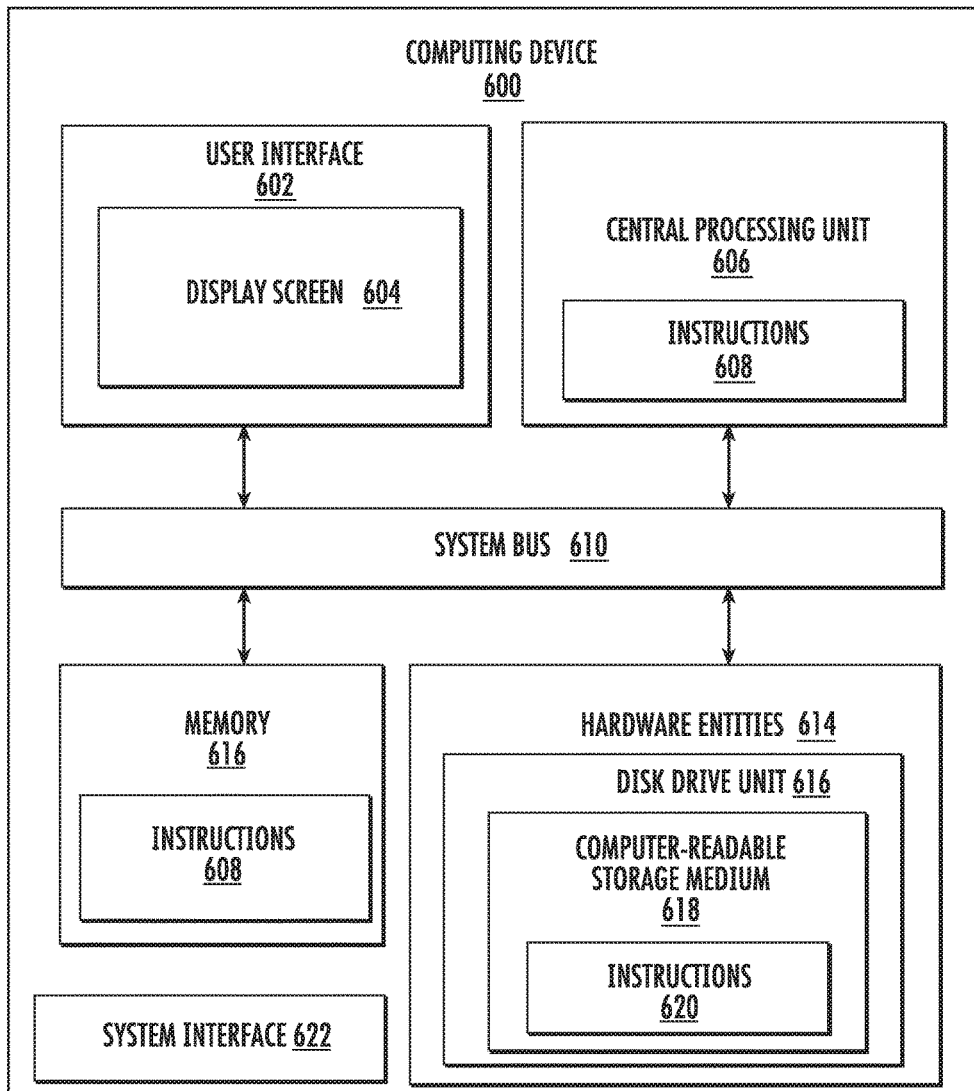 COMPUTING DEVICE
600
USER INTERFACE
602
DISPLAY SCREEN 604
CENTRAL PROCESSING UNIT
606
INSTRUCTIONS
608
SYSTEM BUS 610
MEMORY
616
INSTRUCTIONS
608
HARDWARE ENTITIES 614
DISK DRIVE UNIT 616
COMPUTER-READABLE
STORAGE MEDIUM
618
INSTRUCTIONS
620
SYSTEM INTERFACE 622